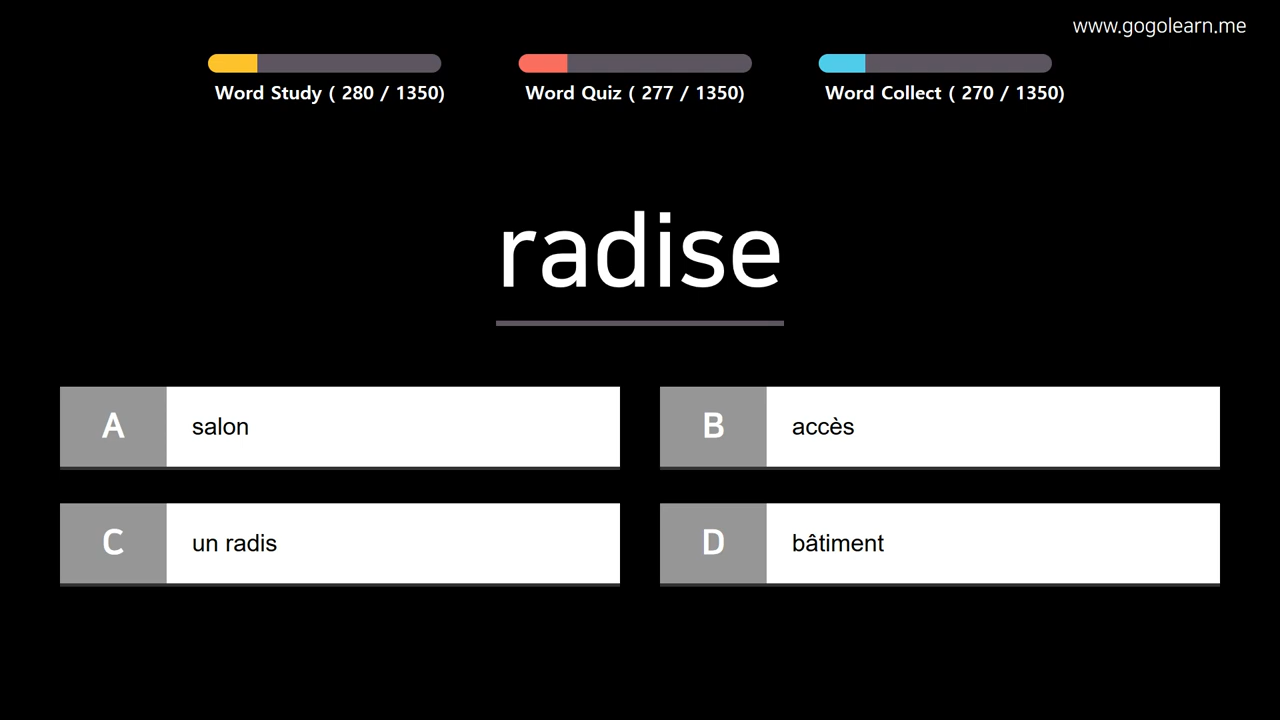 www.gogolearn.me
Word Study ( 280 / 1350)
Word Quiz ( 277 / 1350)
Word Collect ( 270 / 1350)
radise
A salon
B accès
C un radis
D bâtiment